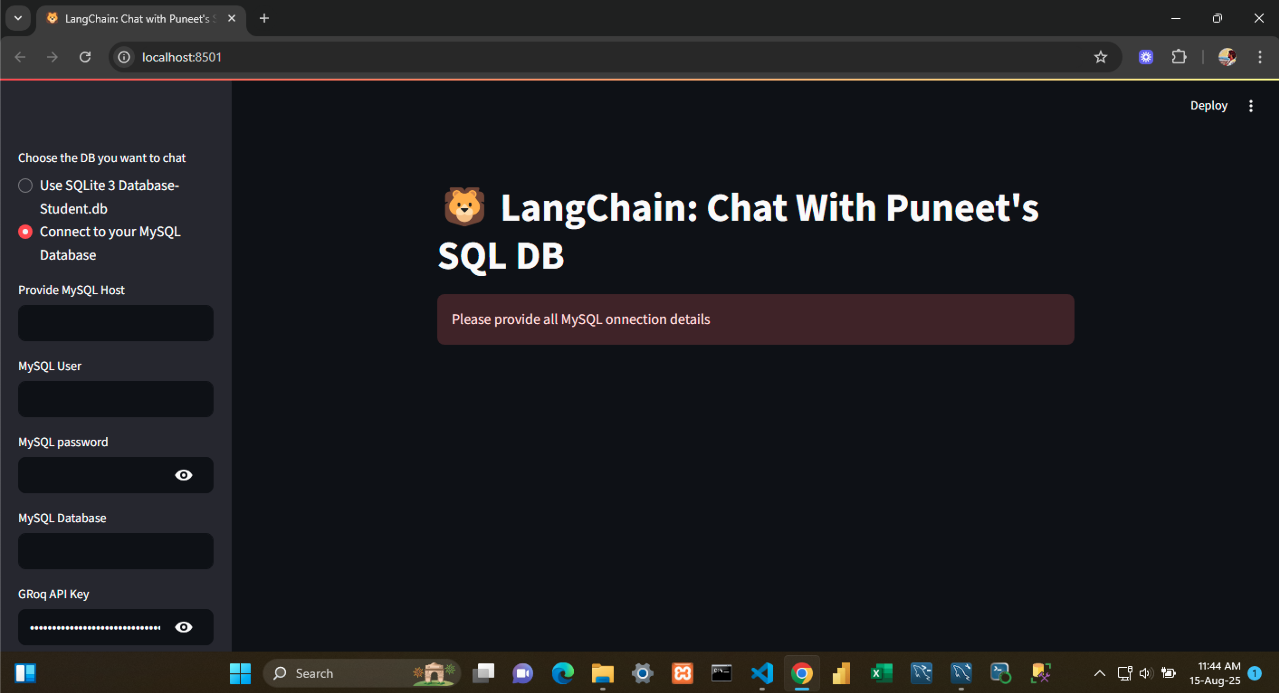 LangChain: Chat with Puneet's S
localhost:8501
Deploy
Choose the DB you want to chat
Use SQLite 3 Database-
Student.db
Connect to your MySQL
Database
Provide MySQL Host
MySQL User
MySQL password
MySQL Database
GRoq API Key
LangChain: Chat With Puneet's
SQL DB
Please provide all MySQL onnection details
Search
11:44 AM
15-Aug-25
1